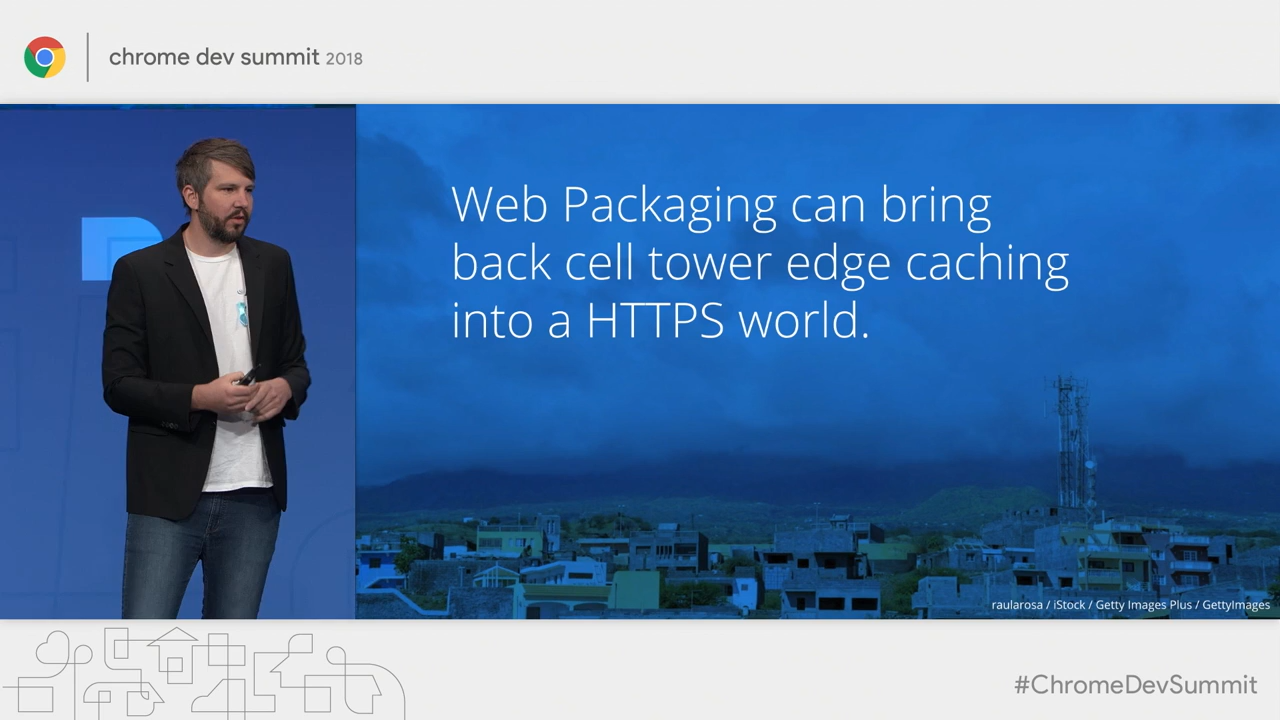 chrome dev summit 2018
Web Packaging can bring
back cell tower edge caching
into a HTTPS world.
raularosa / iStock / Getty Images Plus / GettyImages
#ChromeDevSummit